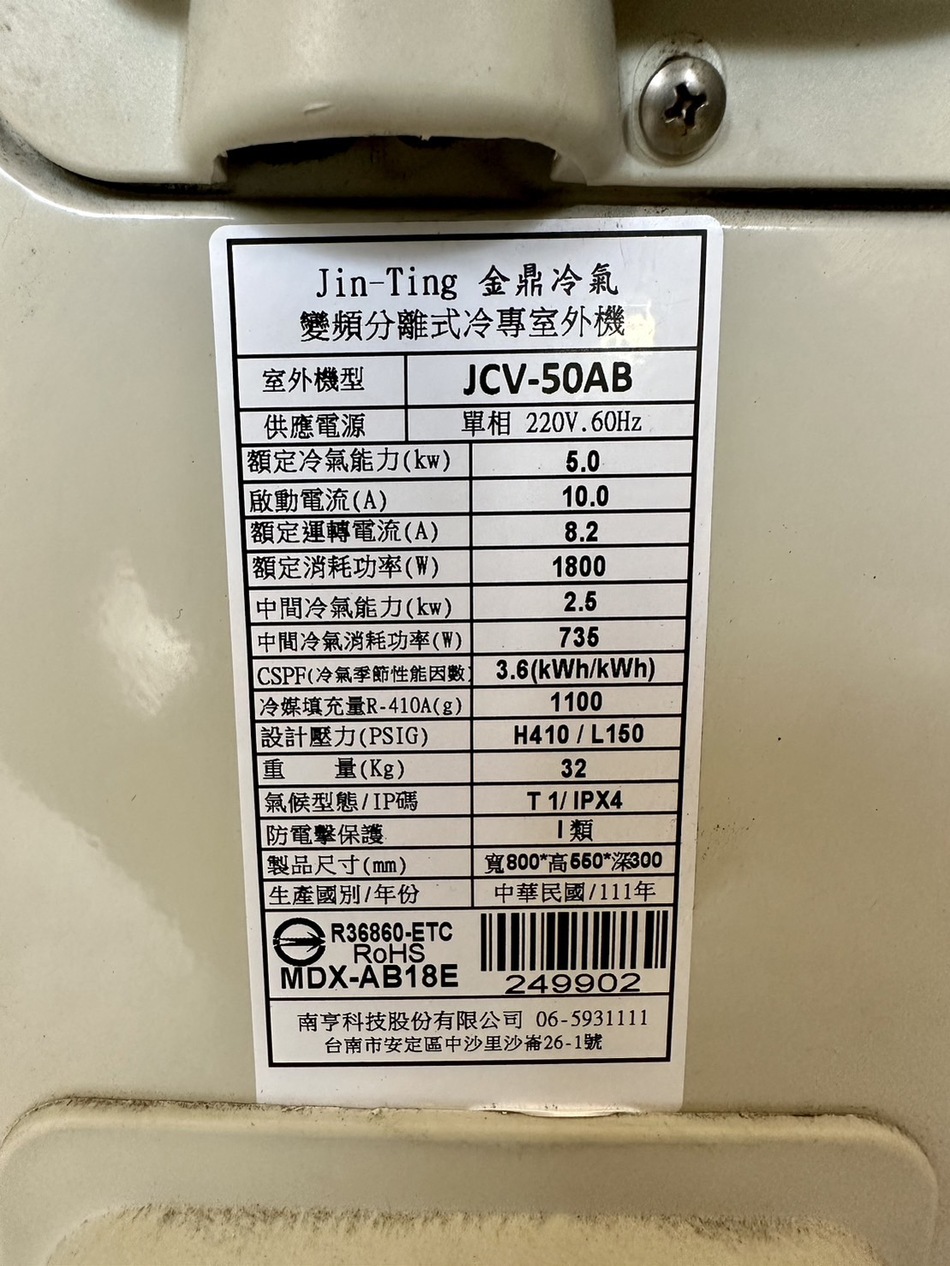 Jin-Ting 金鼎冷氣
變頻分離式冷專室外機
室外機型 JCV-50AB
供應電源 單相 220V.60Hz
額定冷氣能力(kw) 5.0
啟動電流(A) 10.0
額定運轉電流(A) 8.2
額定消耗功率(W) 1800
中間冷氣能力(kw) 2.5
中間冷氣消耗功率(W) 735
CSPF(冷氣季節性能因數) 3.6(kWh/kWh)
冷媒填充量R-410A(g) 1100
設計壓力(PSIG) H410 / L150
重 量(Kg) 32
氣候型態/IP碼 T 1/ IPX4
防電擊保護 I 類
製品尺寸(mm) 寬800*高550*深300
生產國別/年份 中華民國/111年
R36860-ETC
RoHS
MDX-AB18E
249902
南亨科技股份有限公司 06-5931111
台南市安定區中沙里沙崙26-1號